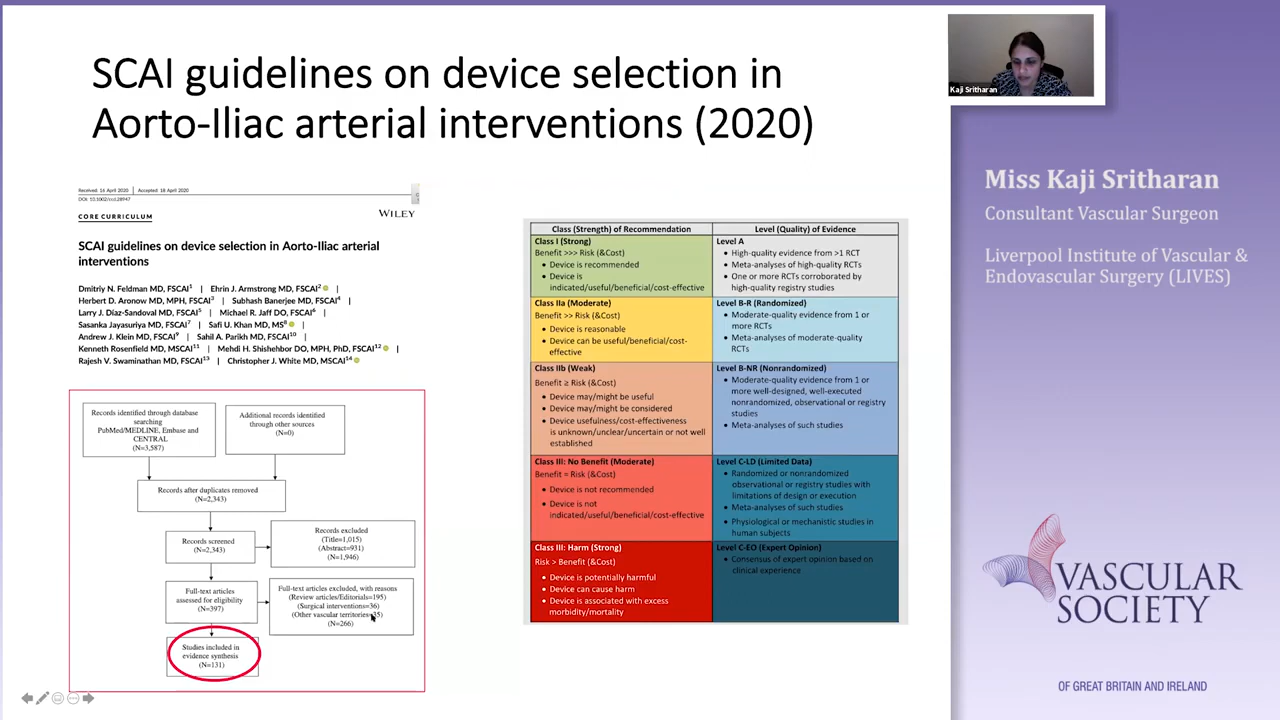 SCAI guidelines on device selection in
Aorto-Iliac arterial interventions (2020)
Kaji Sritharan
Miss Kaji Sritharan
Consultant Vascular Surgeon
Liverpool Institute of Vascular &
Endovascular Surgery (LIVES)
Received: 16 April 2020 | Accepted: 18 April 2020
DOI: 10.1002/ccd.28947
CORE CURRICULUM
WILEY
SCAI guidelines on device selection in Aorto-Iliac arterial
interventions
Dmitriy N. Feldman MD, FSCAI1 | Ehrin J. Armstrong MD, FSCAI2
Herbert D. Aronow MD, MPH, FSCAI3 | Subhash Banerjee MD, FSCAI4 |
Larry J. Díaz-Sandoval MD, FSCAI5 | Michael R. Jaff DO, FSCAI6 |
Sasanka Jayasuriya MD, FSCAI7 | Safi U. Khan MD, MS8
Andrew J. Klein MD, FSCAI9 | Sahil A. Parikh MD, FSCAI10 |
Kenneth Rosenfield MD, MSCAI11 | Mehdi H. Shishehbor DO, MPH, PhD, FSCAI12 |
Rajesh V. Swaminathan MD, FSCAI13 | Christopher J. White MD, MSCAI14
Records identified through database
searching
PubMed/MEDLINE, Embase and
CENTRAL
(N=3,587)
Additional records identified
through other sources
(N=0)
Records after duplicates removed
(N=2,343)
Records screened
(N=2,343)
Records excluded
(Title=1,015)
(Abstract=931)
(N=1,946)
Full-text articles
assessed for eligibility
(N=397)
Full-text articles excluded, with reasons
(Review articles/Editorials=195)
(Surgical interventions=36)
(Other vascular territories=35)
(N=266)
Studies included in
evidence synthesis
(N=131)
Class (Strength) of Recommendation
Level (Quality) of Evidence
Class I (Strong)
Benefit >>> Risk (&Cost)
• Device is recommended
• Device is
indicated/useful/beneficial/cost-effective
Level A
• High-quality evidence from >1 RCT
• Meta-analyses of high-quality RCTs
• One or more RCTs corroborated by
high-quality registry studies
Class IIa (Moderate)
Benefit >> Risk (&Cost)
• Device is reasonable
• Device can be useful/beneficial/cost-
effective
Level B-R (Randomized)
• Moderate-quality evidence from 1 or
more RCTs
• Meta-analyses of moderate-quality
RCTs
Class IIb (Weak)
Benefit ≥ Risk (&Cost)
• Device may/might be useful
• Device may/might be considered
• Device usefulness/cost-effectiveness
is unknown/unclear/uncertain or not well
established
Level B-NR (Nonrandomized)
• Moderate-quality evidence from 1 or
more well-designed, well-executed
nonrandomized, observational or registry
studies
• Meta-analyses of such studies
Class III: No Benefit (Moderate)
Benefit = Risk (&Cost)
• Device is not recommended
• Device is not
indicated/useful/beneficial/cost-effective
Level C-LD (Limited Data)
• Randomized or nonrandomized
observational or registry studies with
limitations of design or execution
• Meta-analyses of such studies
• Physiological or mechanistic studies in
human subjects
Class III: Harm (Strong)
Risk > Benefit (&Cost)
• Device is potentially harmful
• Device can cause harm
• Device is associated with excess
morbidity/mortality
Level C-EO (Expert Opinion)
• Consensus of expert opinion based on
clinical experience
VASCULAR
SOCIETY
OF GREAT BRITAIN AND IRELAND